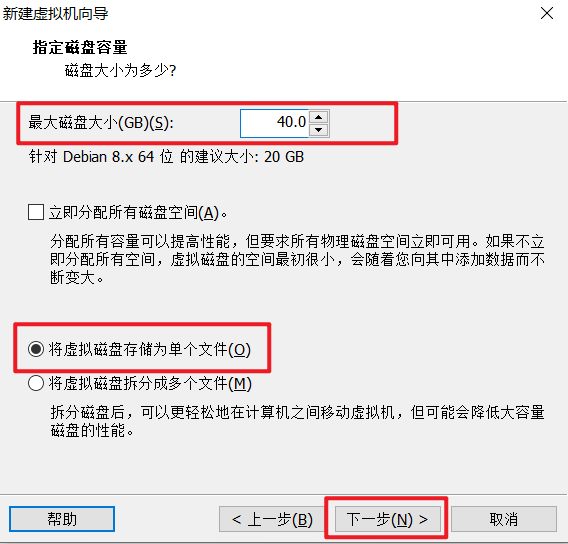 新建虚拟机向导
指定磁盘容量
磁盘大小为多少?
最大磁盘大小(GB)(S): 40.0
针对 Debian 8.x 64 位 的建议大小: 20 GB
立即分配所有磁盘空间(A)。
分配所有容量可以提高性能，但要求所有物理磁盘空间立即可用。如果不立
即分配所有空间，虚拟磁盘的空间最初很小，会随着您向其中添加数据而不
断变大。
将虚拟磁盘存储为单个文件(O)
将虚拟磁盘拆分成多个文件(M)
拆分磁盘后，可以更轻松地在计算机之间移动虚拟机，但可能会降低大容量
磁盘的性能。
帮助 < 上一步(B) 下一步(N) > 取消